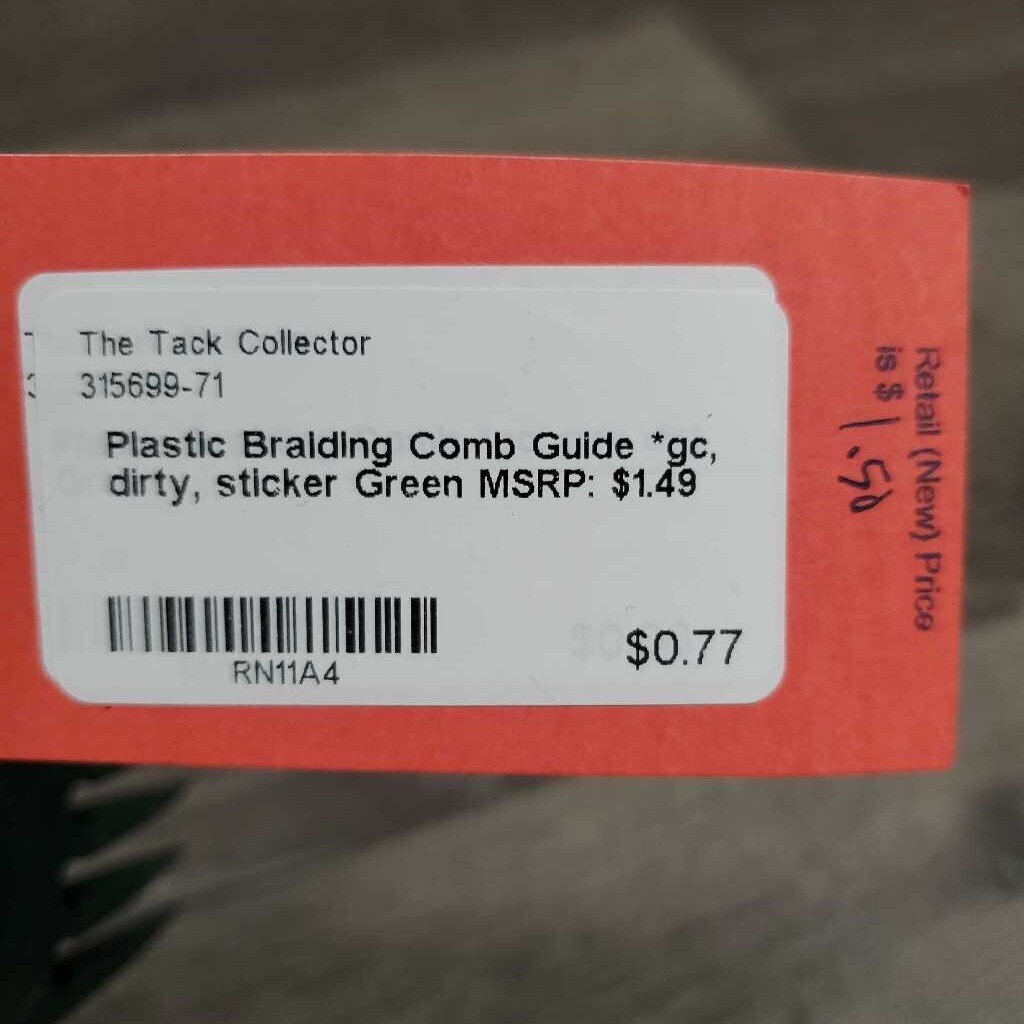 The Tack Collector
315699-71
Plastic Braiding Comb Guide *gc,
dirty, sticker Green MSRP: $1.49
RN11A4
$0.77
Retail (New) Price
is $ 1.50